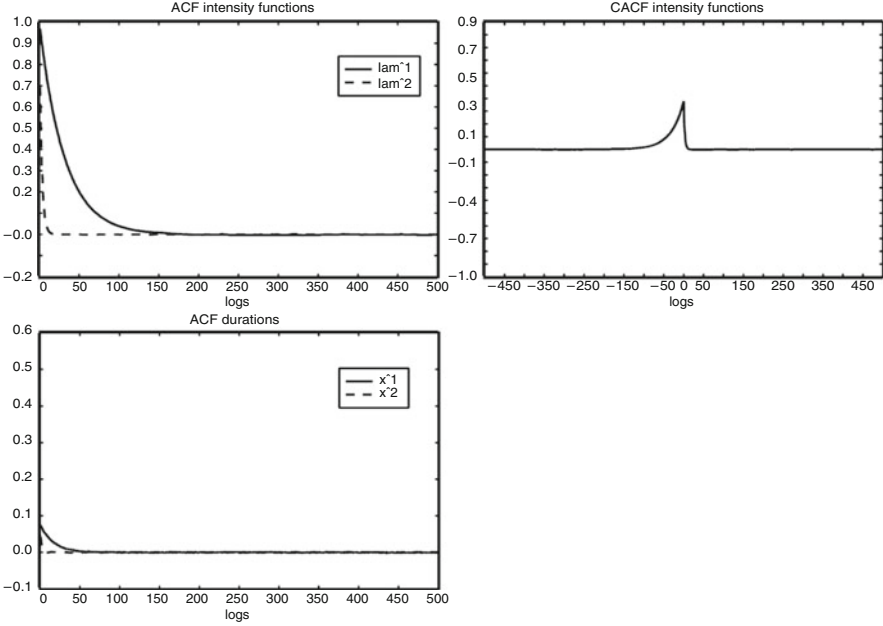 ACF intensity functions
1.0
0.9
0.8
0.7
0.6
0.5
0.4
0.3
0.2
−0.0
−0.2
lamˆ1
lamˆ2
0 50 100 150 200 250 300 350 400 450 500
logs
CACF intensity functions
0.9
0.7
0.5
0.3
0.1
−0.1
−0.4
−0.7
−1.0
−450 −350 −250 −150 −50 0 50 150 250 350 450
logs
ACF durations
0.6
0.5
0.4
0.3
0.2
0.1
0.0
−0.1
xˆ1
xˆ2
0 50 100 150 200 250 300 350 400 450 500
logs